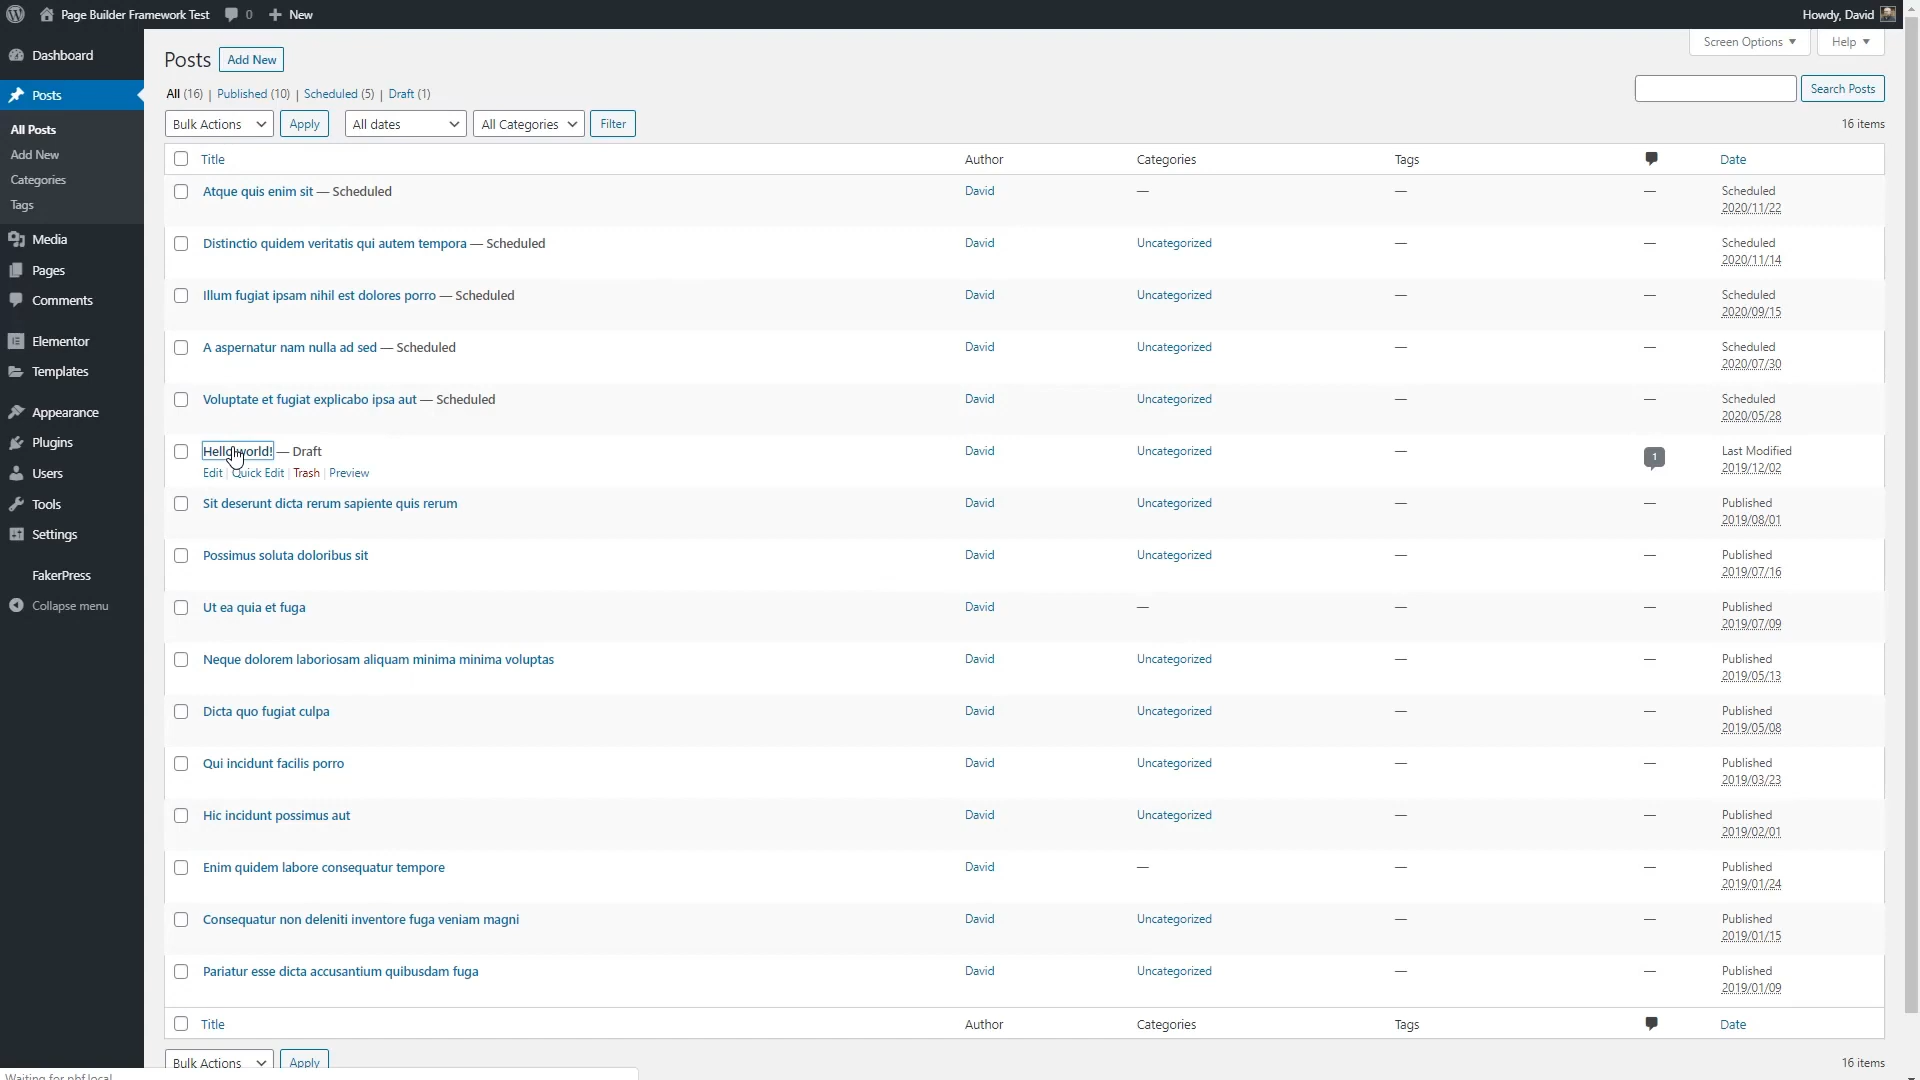 Page Builder Framework Test 0 New Howdy, David
Screen Options Help
Dashboard
Posts
All Posts
Add New
Categories
Tags
Media
Pages
Comments
Elementor
Templates
Appearance
Plugins
Users
Tools
Settings
FakerPress
Collapse menu
Posts Add New
All (16) | Published (10) | Scheduled (5) | Draft (1)
Search Posts
Bulk Actions Apply All dates All Categories Filter 16 items
Title Author Categories Tags Date
Atque quis enim sit — Scheduled David — — — Scheduled
2020/11/22
Distinctio quidem veritatis qui autem tempora — Scheduled David Uncategorized — — Scheduled
2020/11/14
Illum fugiat ipsam nihil est dolores porro — Scheduled David Uncategorized — — Scheduled
2020/09/15
A aspernatur nam nulla ad sed — Scheduled David Uncategorized — — Scheduled
2020/07/30
Voluptate et fugiat explicabo ipsa aut — Scheduled David Uncategorized — — Scheduled
2020/05/28
Hello world! — Draft David Uncategorized — 1 Last Modified
2019/12/02
Edit | Quick Edit | Trash | Preview
Sit deserunt dicta rerum sapiente quis rerum David Uncategorized — — Published
2019/08/01
Possimus soluta doloribus sit David Uncategorized — — Published
2019/07/16
Ut ea quia et fuga David — — — Published
2019/07/09
Neque dolorem laboriosam aliquam minima minima voluptas David Uncategorized — — Published
2019/05/13
Dicta quo fugiat culpa David Uncategorized — — Published
2019/05/08
Qui incidunt facilis porro David Uncategorized — — Published
2019/03/23
Hic incidunt possimus aut David Uncategorized — — Published
2019/02/01
Enim quidem labore consequatur tempore David — — — Published
2019/01/24
Consequatur non deleniti inventore fuga veniam magni David Uncategorized — — Published
2019/01/15
Pariatur esse dicta accusantium quibusdam fuga David Uncategorized — — Published
2019/01/09
Title Author Categories Tags Date
Bulk Actions Apply 16 items
Waiting for pbf.local